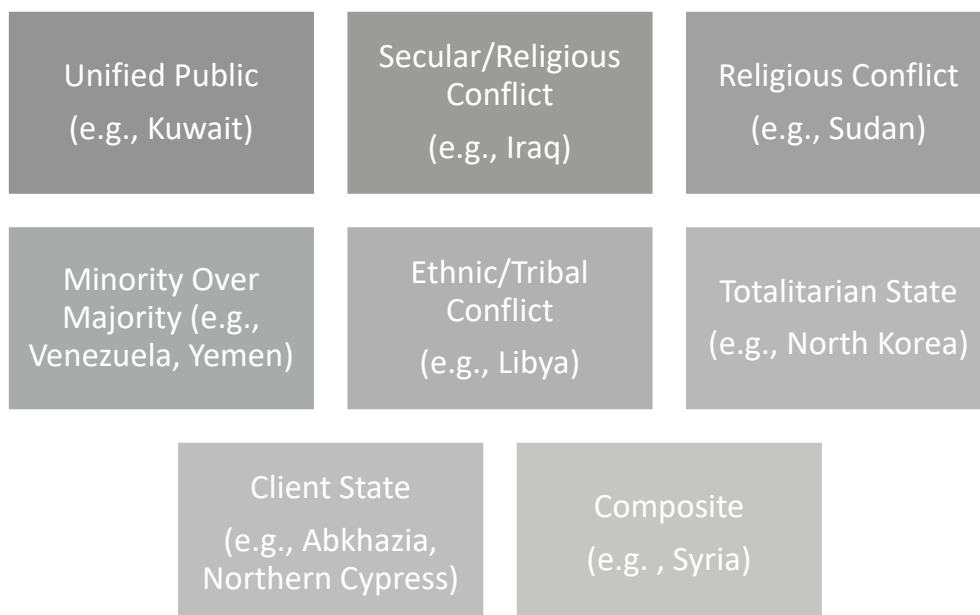 Unified Public
(e.g., Kuwait)
Secular/Religious
Conflict
(e.g., Iraq)
Religious Conflict
(e.g., Sudan)
Minority Over
Majority (e.g.,
Venezuela, Yemen)
Ethnic/Tribal
Conflict
(e.g., Libya)
Totalitarian State
(e.g., North Korea)
Client State
(e.g., Abkhazia,
Northern Cypress)
Composite
(e.g. , Syria)